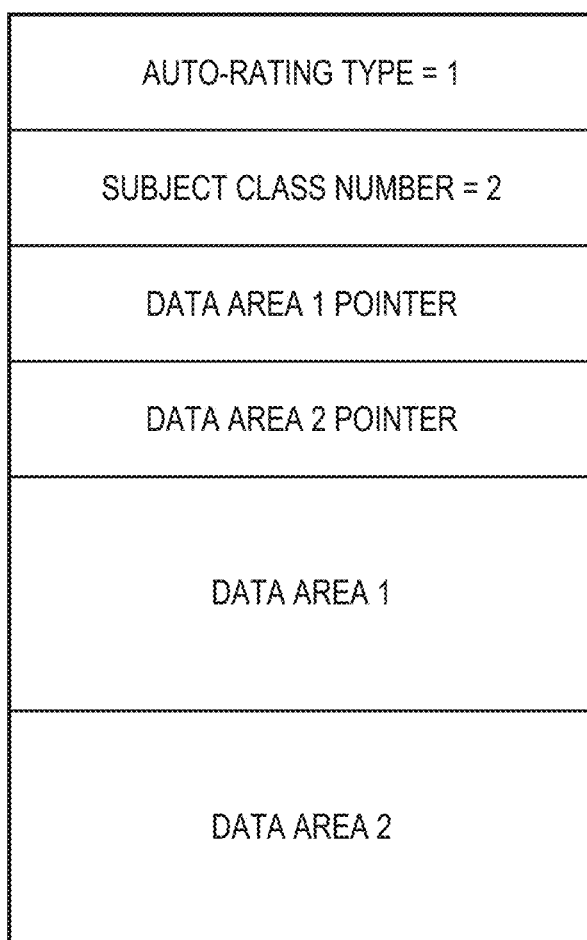 AUTO-RATING TYPE = 1
SUBJECT CLASS NUMBER = 2
DATA AREA 1 POINTER
DATA AREA 2 POINTER
DATA AREA 1
DATA AREA 2